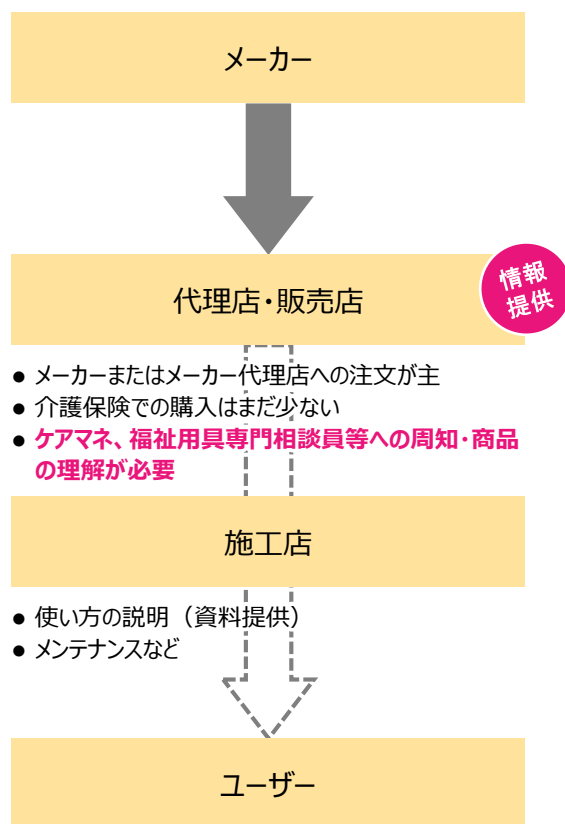 メーカー
代理店・販売店
情報
提供
● メーカーまたはメーカー代理店への注文が主
● 介護保険での購入はまだ少ない
● ケアマネ、福祉用具専門相談員等への周知・商品
の理解が必要
施工店
● 使い方の説明（資料提供）
● メンテナンスなど
ユーザー